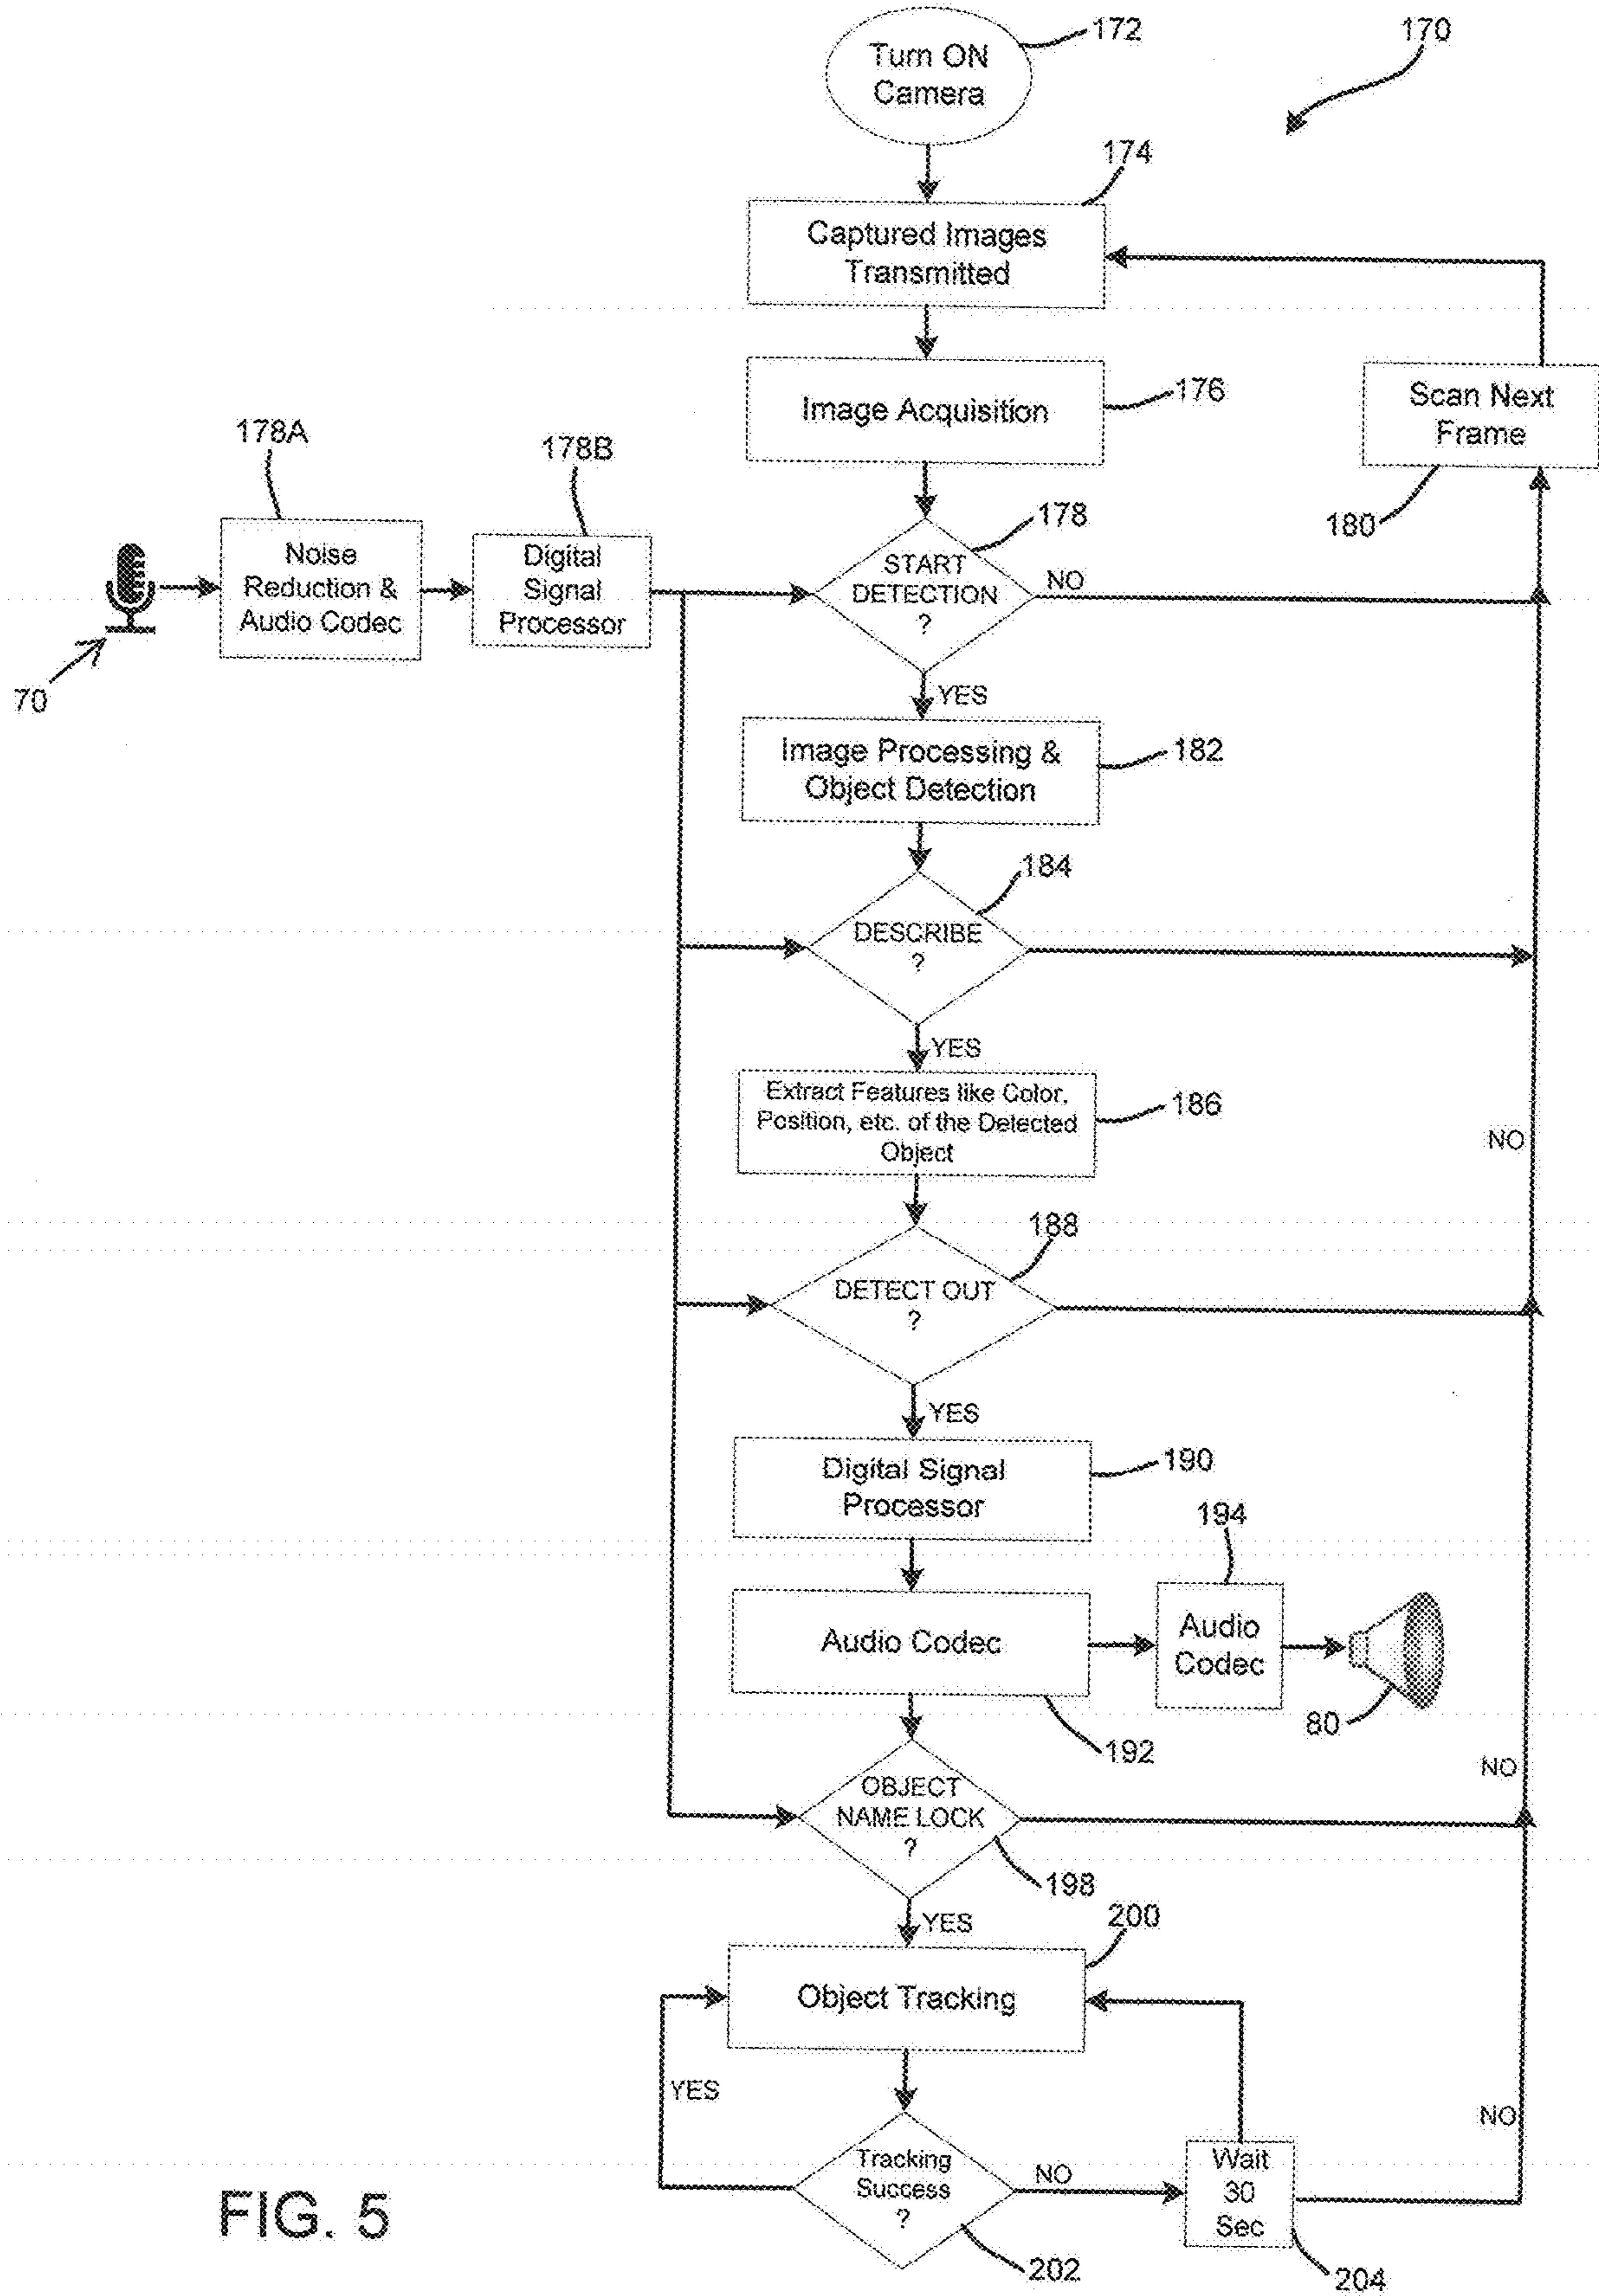 172
170
Turn ON
Camera
174
Captured Images
Transmitted
176
Image Acquisition
Scan Next
Frame
180
178A
178B
178
Noise
Reduction &
Audio Codec
Digital
Signal
Processor
START
DETECTION
?
NO
70
YES
Image Processing &
Object Detection
182
184
DESCRIBE
?
YES
Extract Features like Color,
Position, etc. of the Detected
Object
186
NO
188
DETECT OUT
?
YES
Digital Signal
Processor
190
194
Audio Codec
Audio
Codec
80
192
NO
OBJECT
NAME LOCK
?
198
YES
200
Object Tracking
YES
NO
Tracking
Success
?
NO
Wait
30
Sec
202
204
FIG. 5